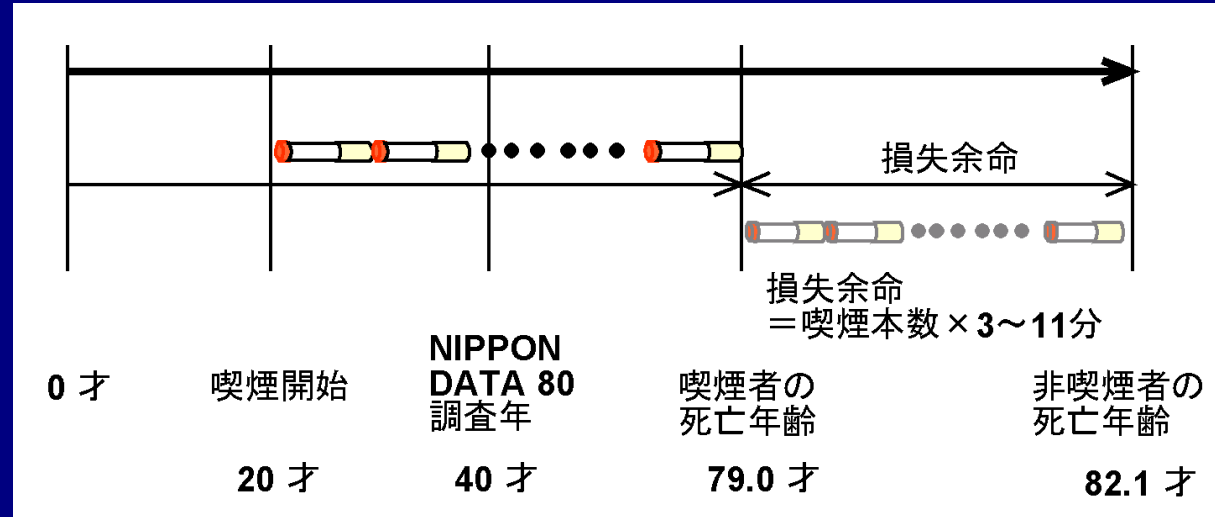 損失余命
損失余命
＝喫煙本数×3～11分
0 才
喫煙開始
20 才
NIPPON
DATA 80
調査年
40 才
喫煙者の
死亡年齢
79.0 才
非喫煙者の
死亡年齢
82.1 才